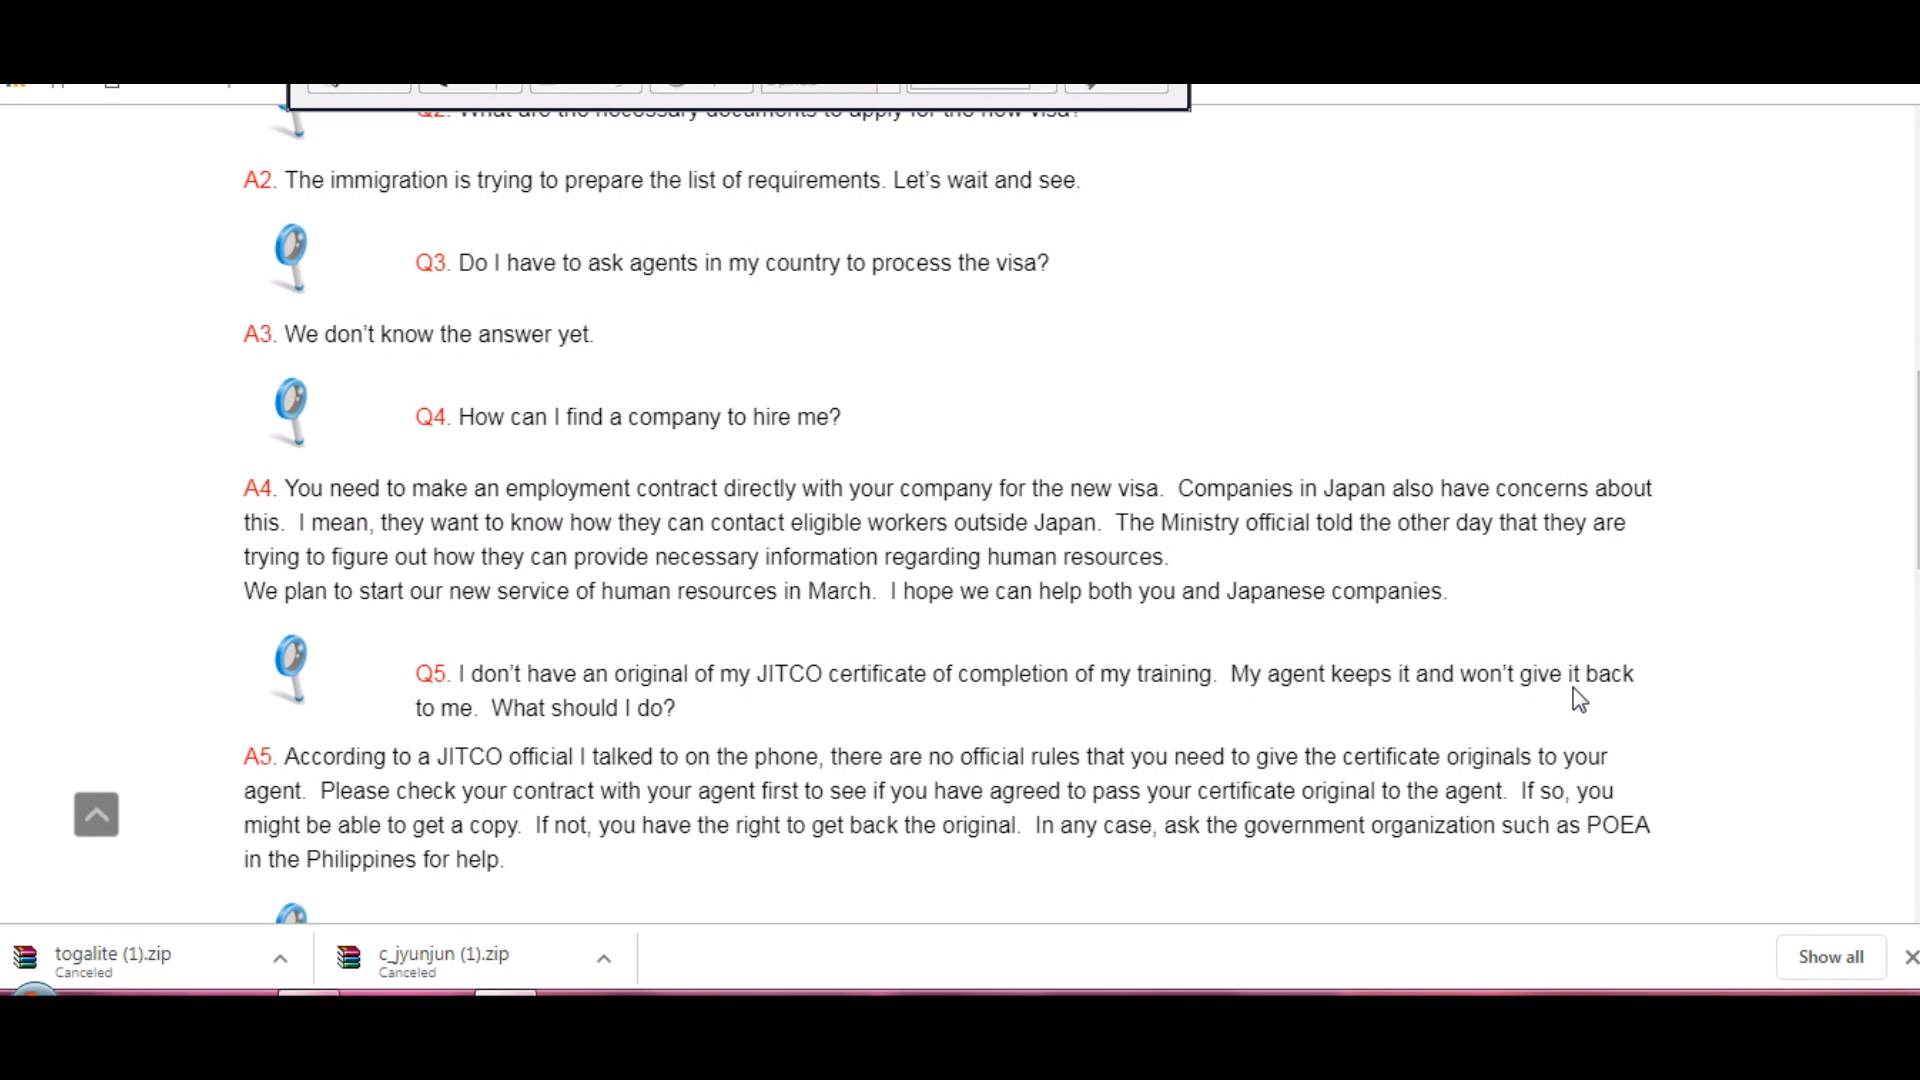 Q2. What are the necessary documents to apply for the new visa?
A2. The immigration is trying to prepare the list of requirements. Let's wait and see.
Q3. Do I have to ask agents in my country to process the visa?
A3. We don't know the answer yet.
Q4. How can I find a company to hire me?
A4. You need to make an employment contract directly with your company for the new visa.  Companies in Japan also have concerns about
this.  I mean, they want to know how they can contact eligible workers outside Japan.  The Ministry official told the other day that they are
trying to figure out how they can provide necessary information regarding human resources.
We plan to start our new service of human resources in March.  I hope we can help both you and Japanese companies.
Q5. I don't have an original of my JITCO certificate of completion of my training.  My agent keeps it and won't give it back
to me.  What should I do?
A5. According to a JITCO official I talked to on the phone, there are no official rules that you need to give the certificate originals to your
agent.  Please check your contract with your agent first to see if you have agreed to pass your certificate original to the agent.  If so, you
might be able to get a copy.  If not, you have the right to get back the original.  In any case, ask the government organization such as POEA
in the Philippines for help.
togalite (1).zip
Canceled
c_jyunjun (1).zip
Canceled
Show all